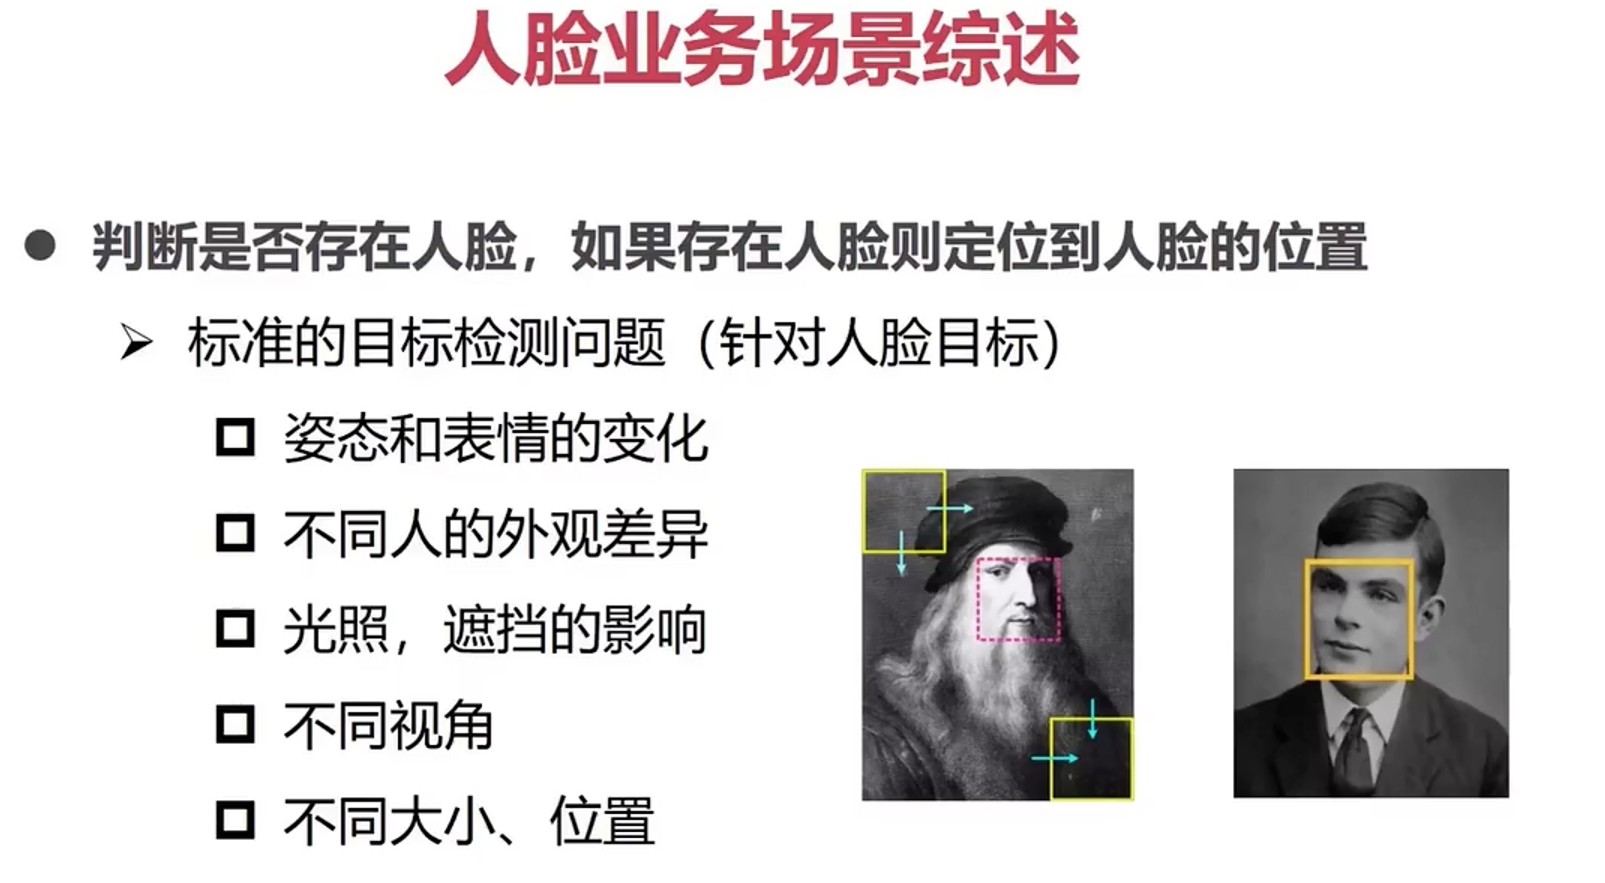 人脸业务场景综述
判断是否存在人脸，如果存在人脸则定位到人脸的位置
标准的目标检测问题（针对人脸目标）
姿态和表情的变化
不同人的外观差异
光照，遮挡的影响
不同视角
不同大小、位置